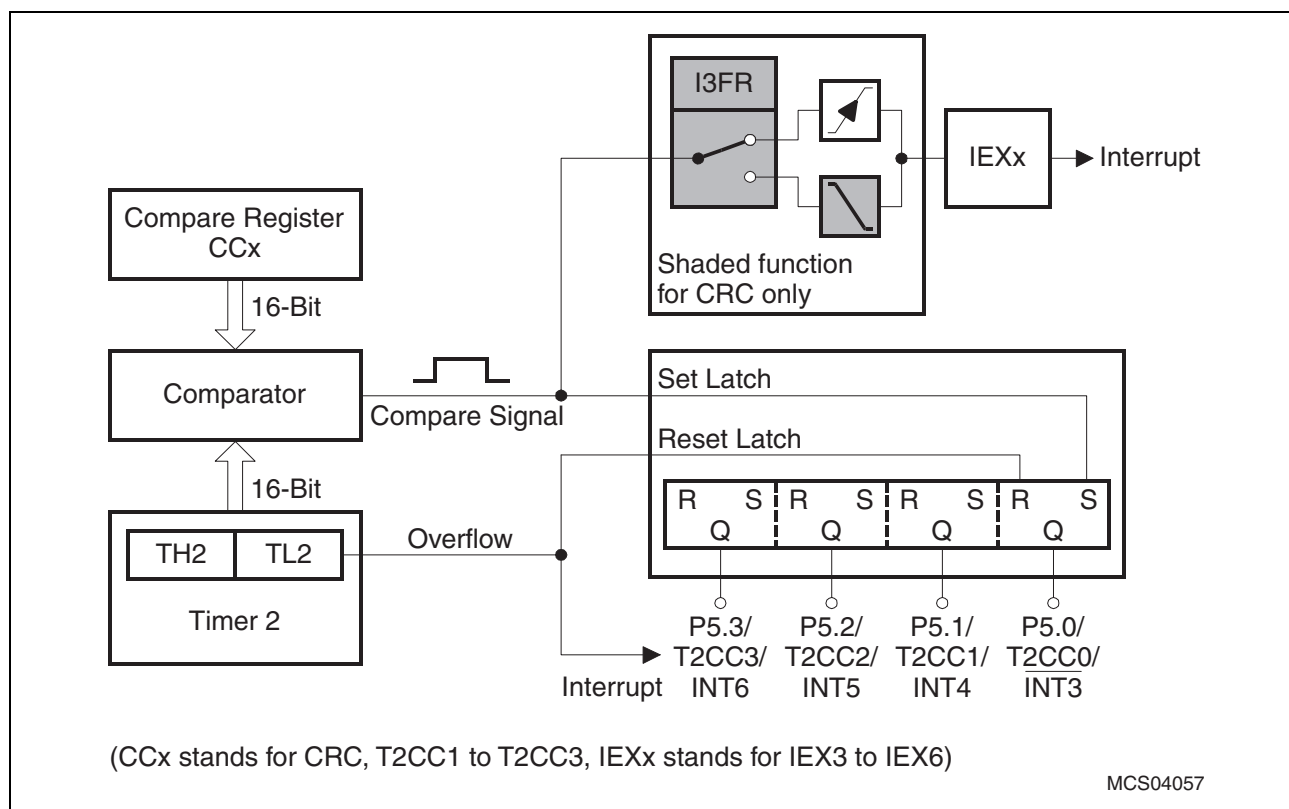 I3FR
IEXx
Interrupt
Shaded function
for CRC only
Compare Register
CCx
16-Bit
Comparator
Compare Signal
Set Latch
Reset Latch
16-Bit
TH2 TL2
Timer 2
Overflow
Interrupt
R S R S R S R S
Q Q Q Q
P5.3/ P5.2/ P5.1/ P5.0/
T2CC3/ T2CC2/ T2CC1/ T2CC0/
INT6 INT5 INT4 INT3
(CCx stands for CRC, T2CC1 to T2CC3, IEXx stands for IEX3 to IEX6)
MCS04057